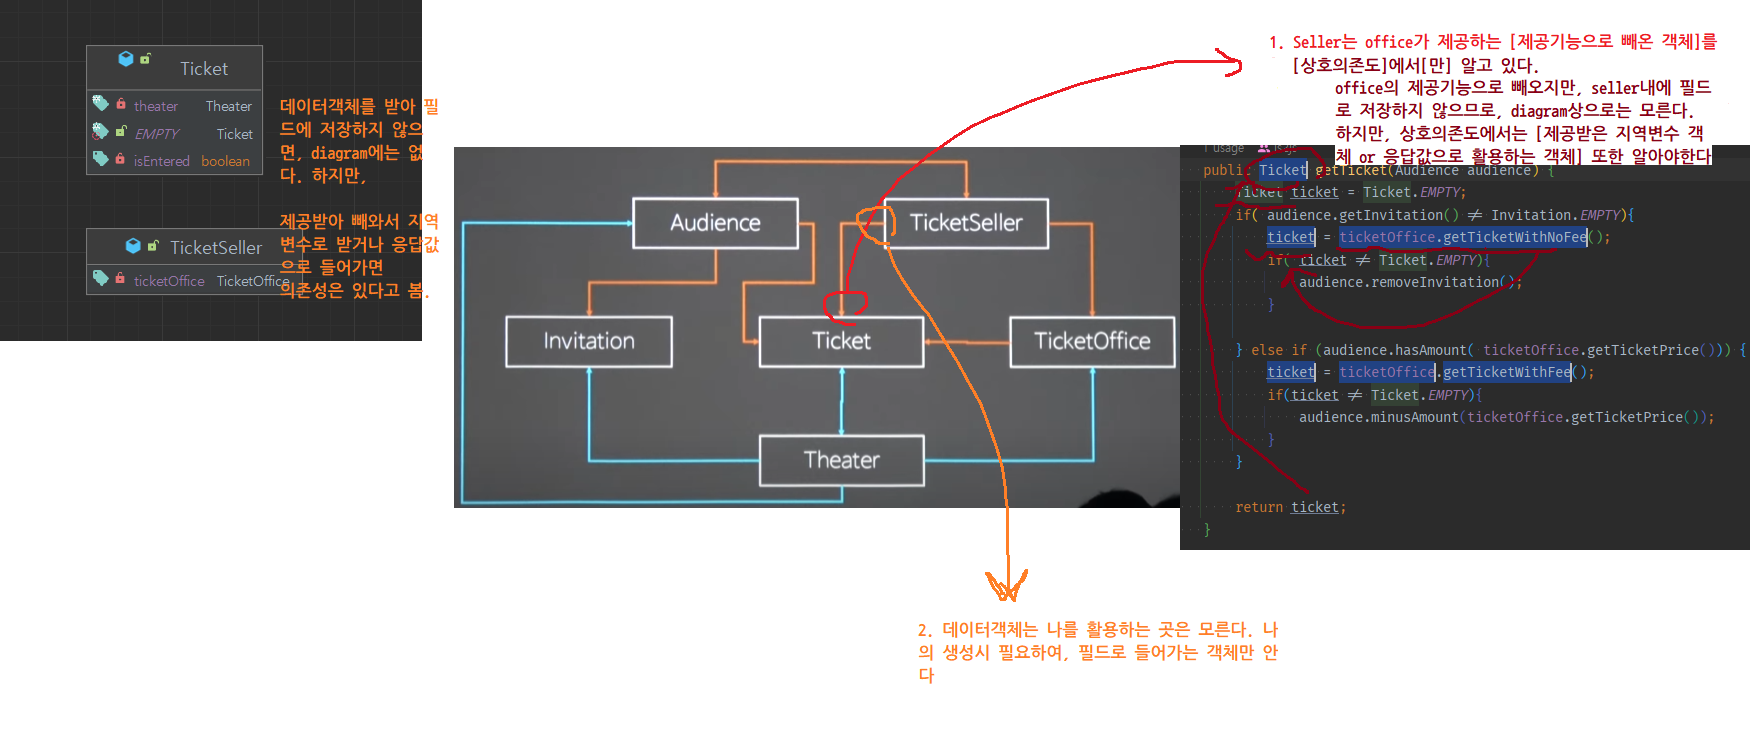 Ticket
theater Theater
EMPTY Ticket
isEntered boolean
데이터객체를 받아 필
드에 저장하지 않으
면, diagram에는 없
다. 하지만,
제공받아 빼와서 지역
변수로 받거나 응답값
으로 들어가면
의존성은 있다고 봄.
TicketSeller
ticketOffice TicketOffice
Audience
TicketSeller
Invitation
Ticket
TicketOffice
Theater
1. Seller는 office가 제공하는 [제공기능으로 빼온 객체]를
[상호의존도]에서[만] 알고 있다.
office의 제공기능으로 빼오지만, seller내에 필드
로 저장하지 않으므로, diagram상으로는 모른다.
하지만, 상호의존도에서는 [제공받은 지역변수 객
체 or 응답값으로 활용하는 객체] 또한 알아야한다
1 usage
public Ticket getTicket(Audience audience) {
Ticket ticket = Ticket.EMPTY;
if( audience.getInvitation() ≠ Invitation.EMPTY){
ticket = ticketOffice.getTicketWithNoFee();
if( ticket ≠ Ticket.EMPTY){
audience.removeInvitation();
}
} else if (audience.hasAmount( ticketOffice.getTicketPrice())) {
ticket = ticketOffice.getTicketWithFee();
if(ticket ≠ Ticket.EMPTY){
audience.minusAmount(ticketOffice.getTicketPrice());
}
}
return ticket;
}
2. 데이터객체는 나를 활용하는 곳은 모른다. 나
의 생성시 필요하여, 필드로 들어가는 객체만 안
다